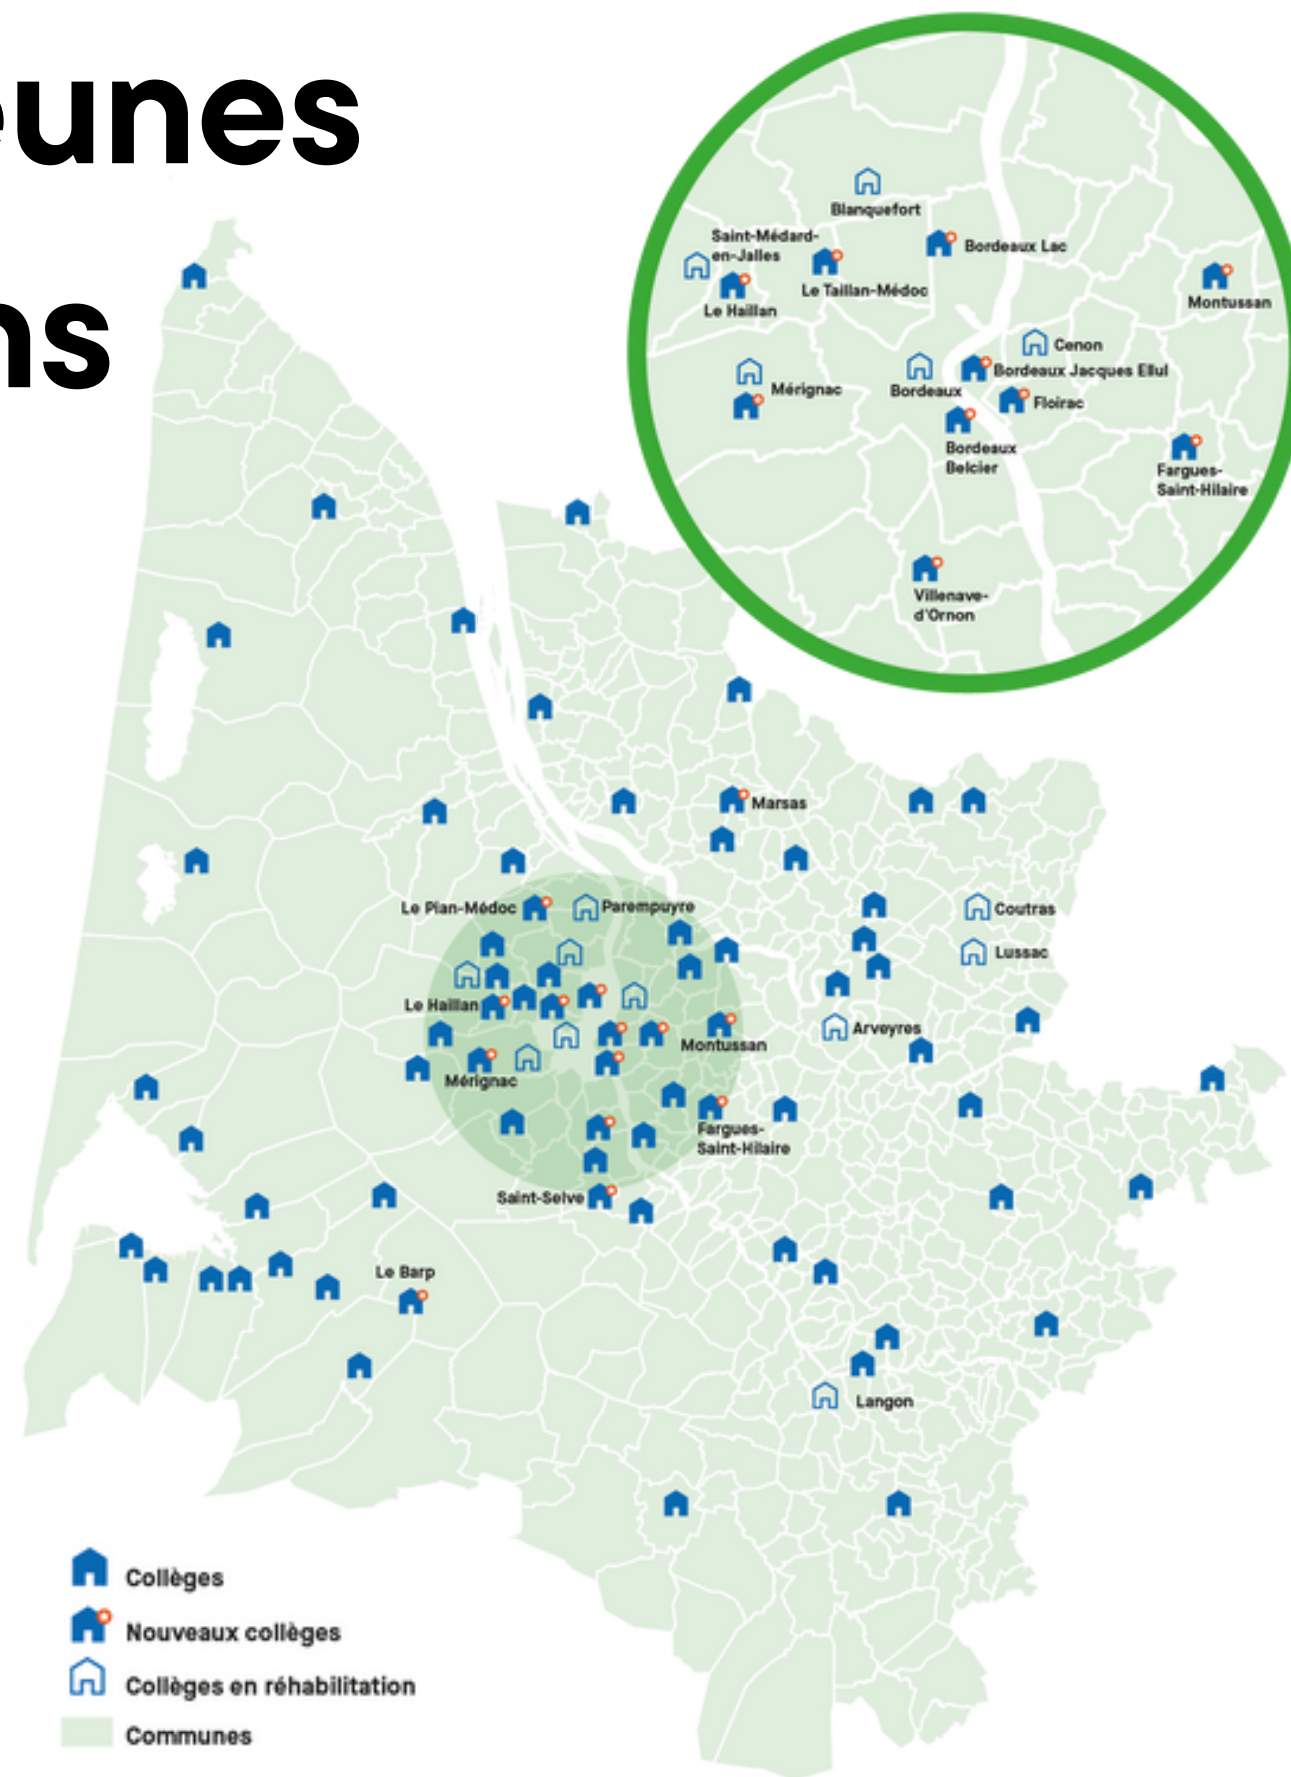 eunes
ns
Blanquefort
Saint-Médard-
en-Jalles
Bordeaux Lac
Le Taillan-Médoc
Le Haillan
Montussan
Cenon
Bordeaux Jacques Ellul
Mérignac
Bordeaux
Floirac
Bordeaux
Belcier
Fargues-
Saint-Hilaire
Villenave-
d'Ornon
Marsas
Le Pian-Médoc
Parempuyre
Coutras
Lussac
Le Haillan
Arveyres
Montussan
Mérignac
Fargues-
Saint-Hilaire
Saint-Selve
Le Barp
Langon
Collèges
Nouveaux collèges
Collèges en réhabilitation
Communes